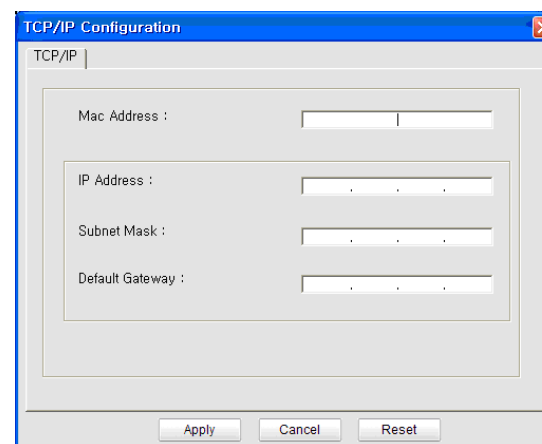 TCP/IP Configuration
TCP/IP
Mac Address :
IP Address :
. . .
Subnet Mask :
. . .
Default Gateway :
. . .
Apply Cancel Reset